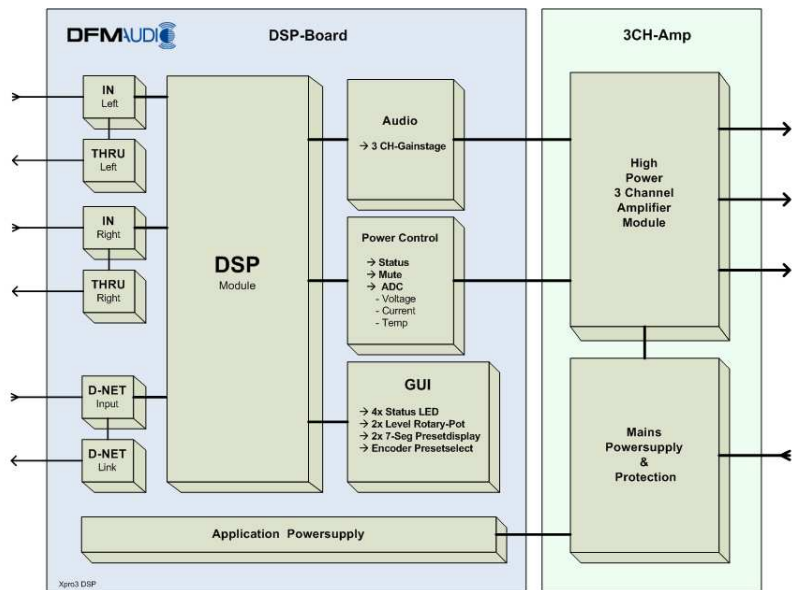 DFM AUDIO
DSP-Board
3CH-Amp
IN
Left
THRU
Left
IN
Right
THRU
Right
D-NET
Input
D-NET
Link
DSP
Module
Audio
→ 3 CH-Gainstage
Power Control
→ Status
→ Mute
→ ADC
- Voltage
- Current
- Temp
GUI
→ 4x Status LED
→ 2x Level Rotary-Pot
→ 2x 7-Seg Presetdisplay
→ Encoder Presetselect
High
Power
3 Channel
Amplifier
Module
Mains
Powersupply
&
Protection
Application Powersupply
Xpro3 DSP